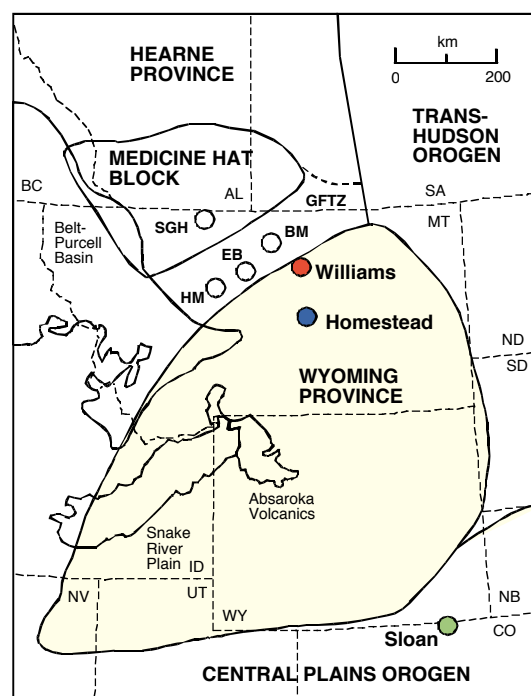 HEARNE
PROVINCE
km
0 200
TRANS-
HUDSON
OROGEN
MEDICINE HAT
BLOCK
BC
AL
SA
GFTZ
MT
SGH
Belt-
Purcell
Basin
BM
EB
HM
Williams
Homestead
ND
SD
WYOMING
PROVINCE
Absaroka
Volcanics
Snake
River
Plain
ID
UT
NV
WY
NB
CO
Sloan
CENTRAL PLAINS OROGEN